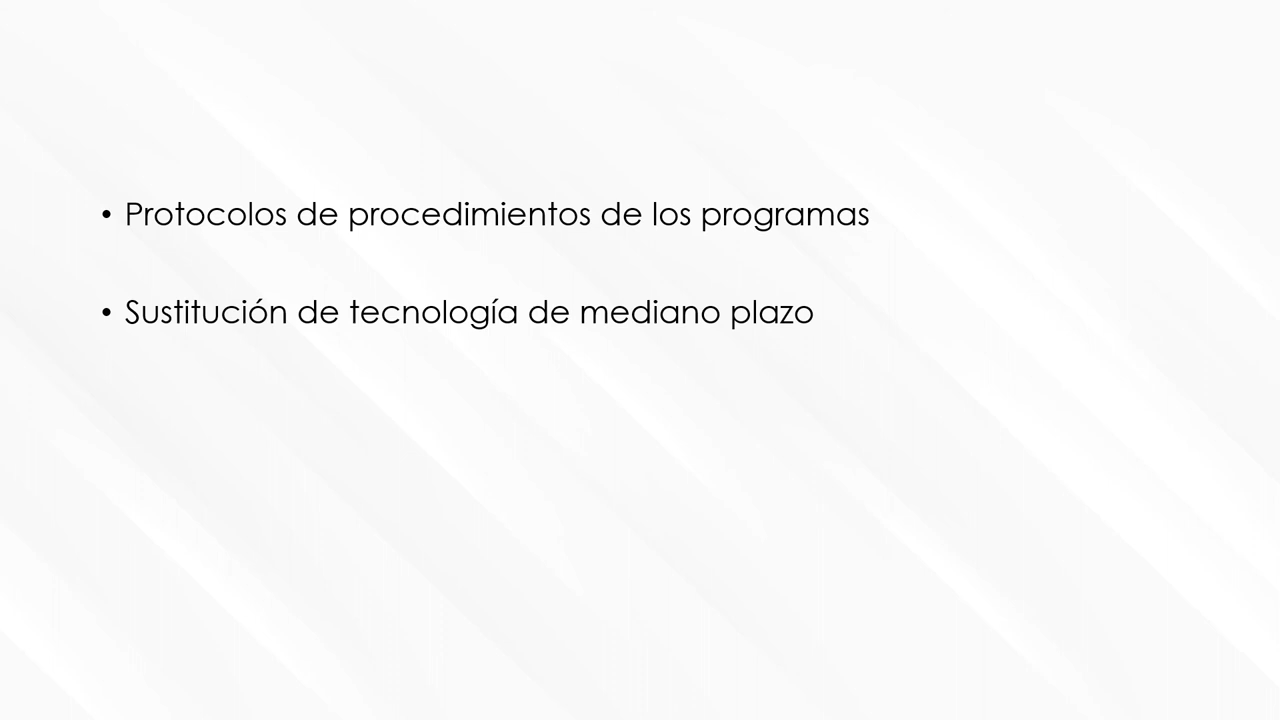 • Protocolos de procedimientos de los programas
• Sustitución de tecnología de mediano plazo